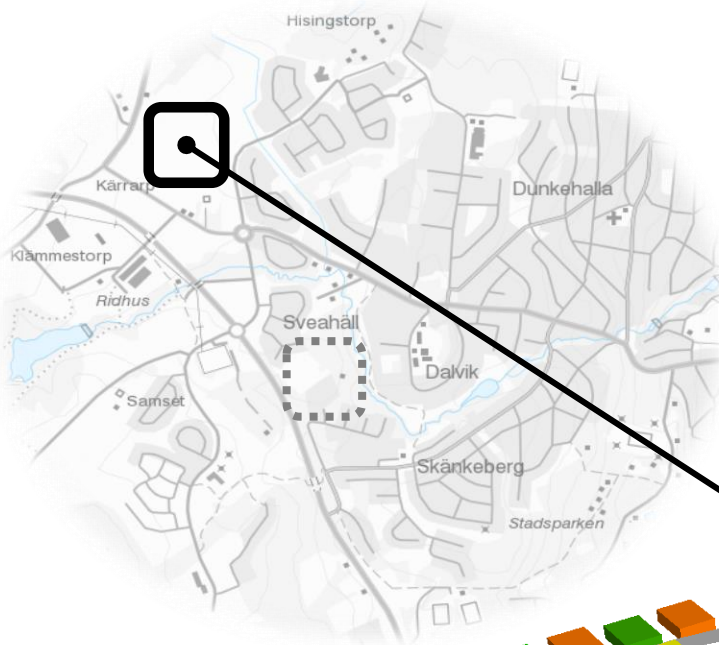 Hisingstorp
Kärrarp
Dunkehalla
Klämmestorp
Ridhus
Sveahäll
Dalvik
Samset
Skänkeberg
Stadsparken